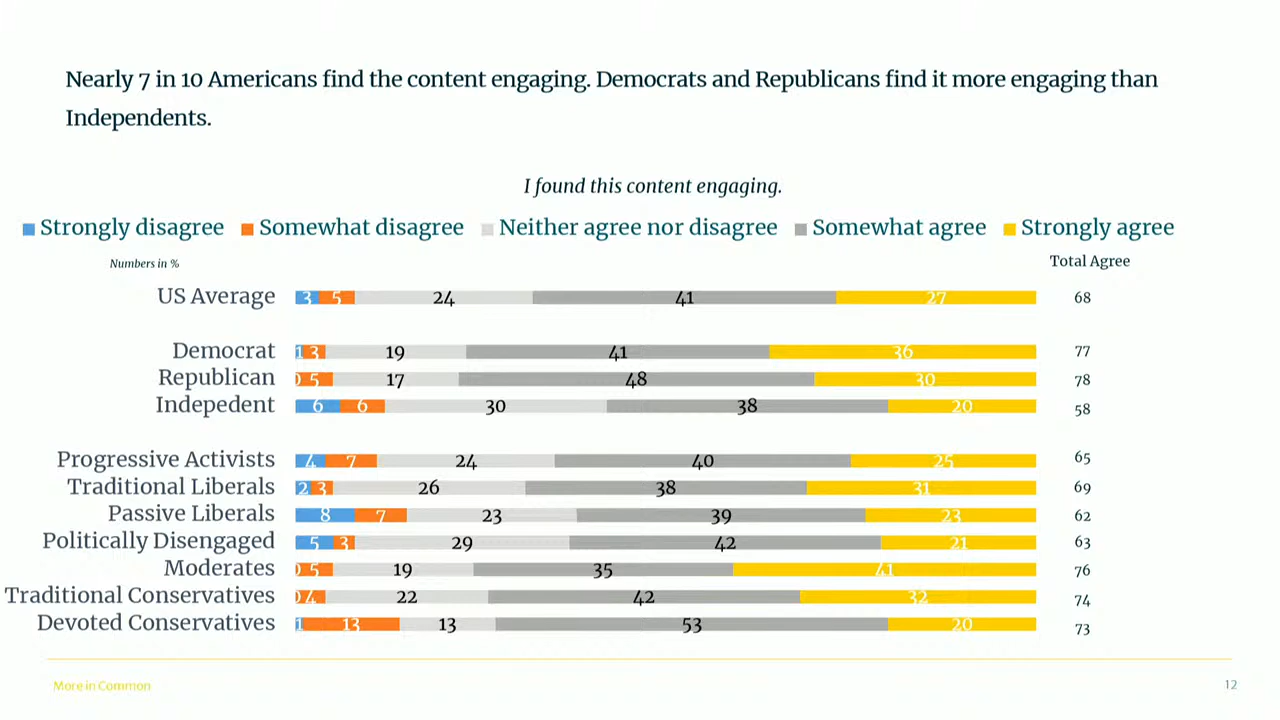 Nearly 7 in 10 Americans find the content engaging. Democrats and Republicans find it more engaging than
Independents.
I found this content engaging.
Strongly disagree Somewhat disagree Neither agree nor disagree Somewhat agree Strongly agree
Numbers in % Total Agree
US Average 3 5 24 41 27 68
Democrat 1 3 19 41 36 77
Republican 0 5 17 48 30 78
Indepedent 6 6 30 38 20 58
Progressive Activists 4 7 24 40 25 65
Traditional Liberals 2 3 26 38 31 69
Passive Liberals 8 7 23 39 23 62
Politically Disengaged 5 3 29 42 21 63
Moderates 0 5 19 35 41 76
Traditional Conservatives 0 4 22 42 32 74
Devoted Conservatives 1 13 13 53 20 73
More in Common 12